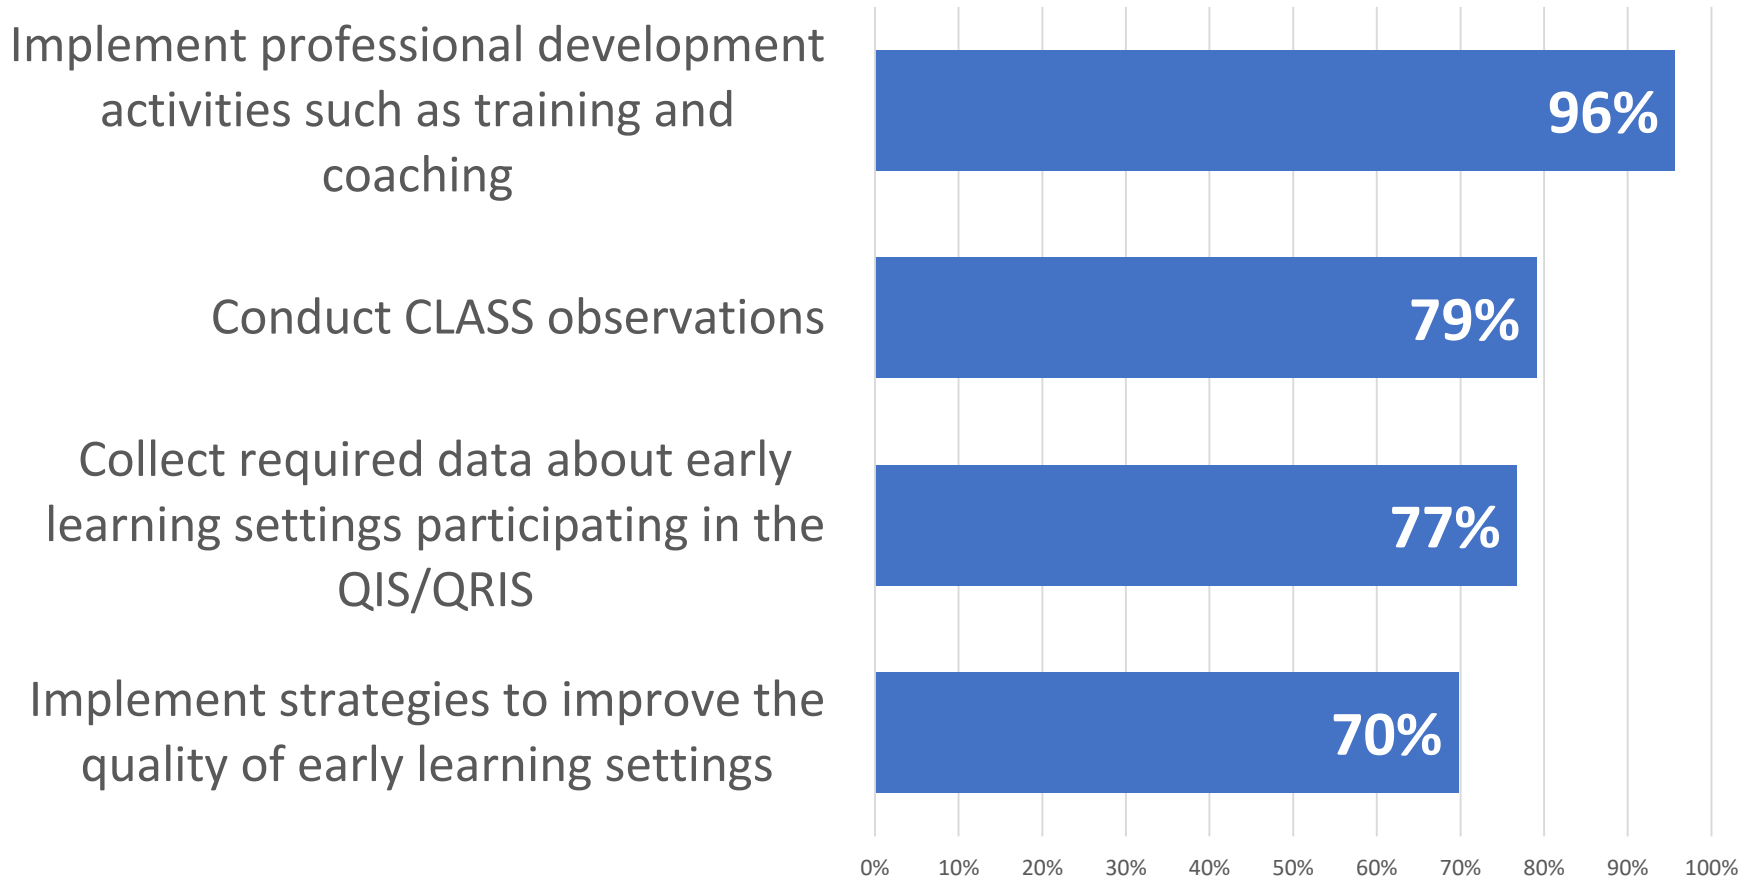 Implement professional development
activities such as training and
coaching
96%
Conduct CLASS observations
79%
Collect required data about early
learning settings participating in the
QIS/QRIS
77%
Implement strategies to improve the
quality of early learning settings
70%
0% 10% 20% 30% 40% 50% 60% 70% 80% 90% 100%